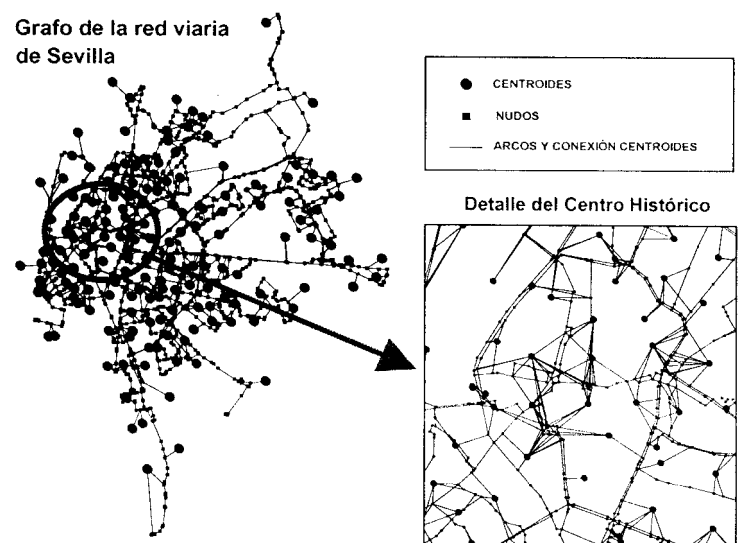 Grafo de la red viaria
de Sevilla
CENTROIDES
NUDOS
ARCOS Y CONEXIÓN CENTROIDES
Detalle del Centro Histórico